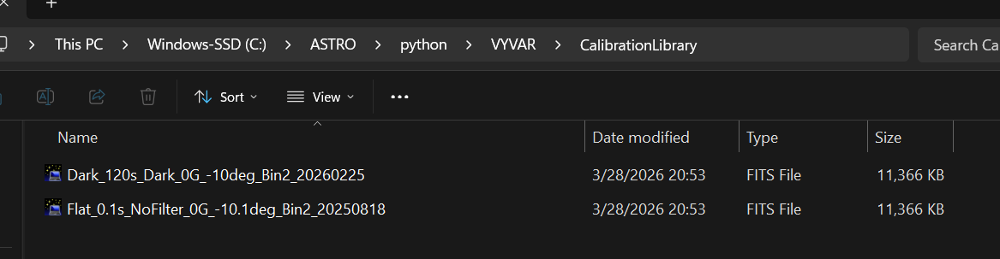 This PC > Windows-SSD (C:) > ASTRO > python > VYVAR > CalibrationLibrary Search Ca
Sort View
Name Date modified Type Size
Dark_120s_Dark_0G_-10deg_Bin2_20260225 3/28/2026 20:53 FITS File 11,366 KB
Flat_0.1s_NoFilter_0G_-10.1deg_Bin2_20250818 3/28/2026 20:53 FITS File 11,366 KB